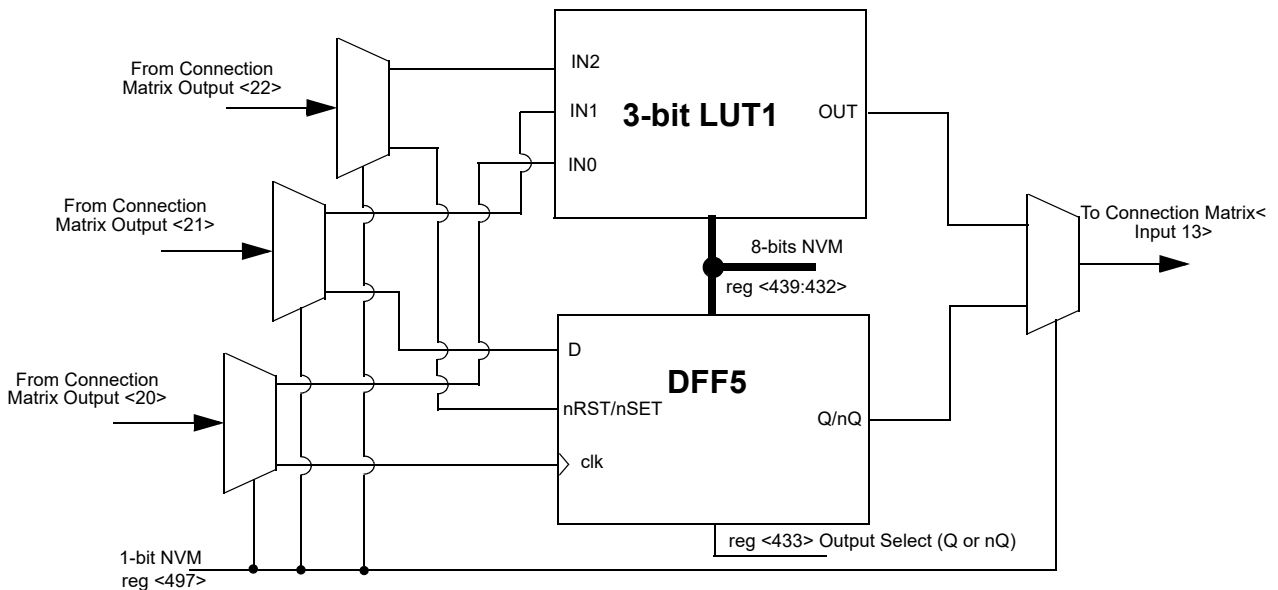 From Connection
Matrix Output <22>
IN2
IN1
IN0
3-bit LUT1
OUT
From Connection
Matrix Output <21>
To Connection Matrix<
Input 13>
8-bits NVM
reg <439:432>
From Connection
Matrix Output <20>
D
DFF5
nRST/nSET
Q/nQ
clk
reg <433> Output Select (Q or nQ)
1-bit NVM
reg <497>